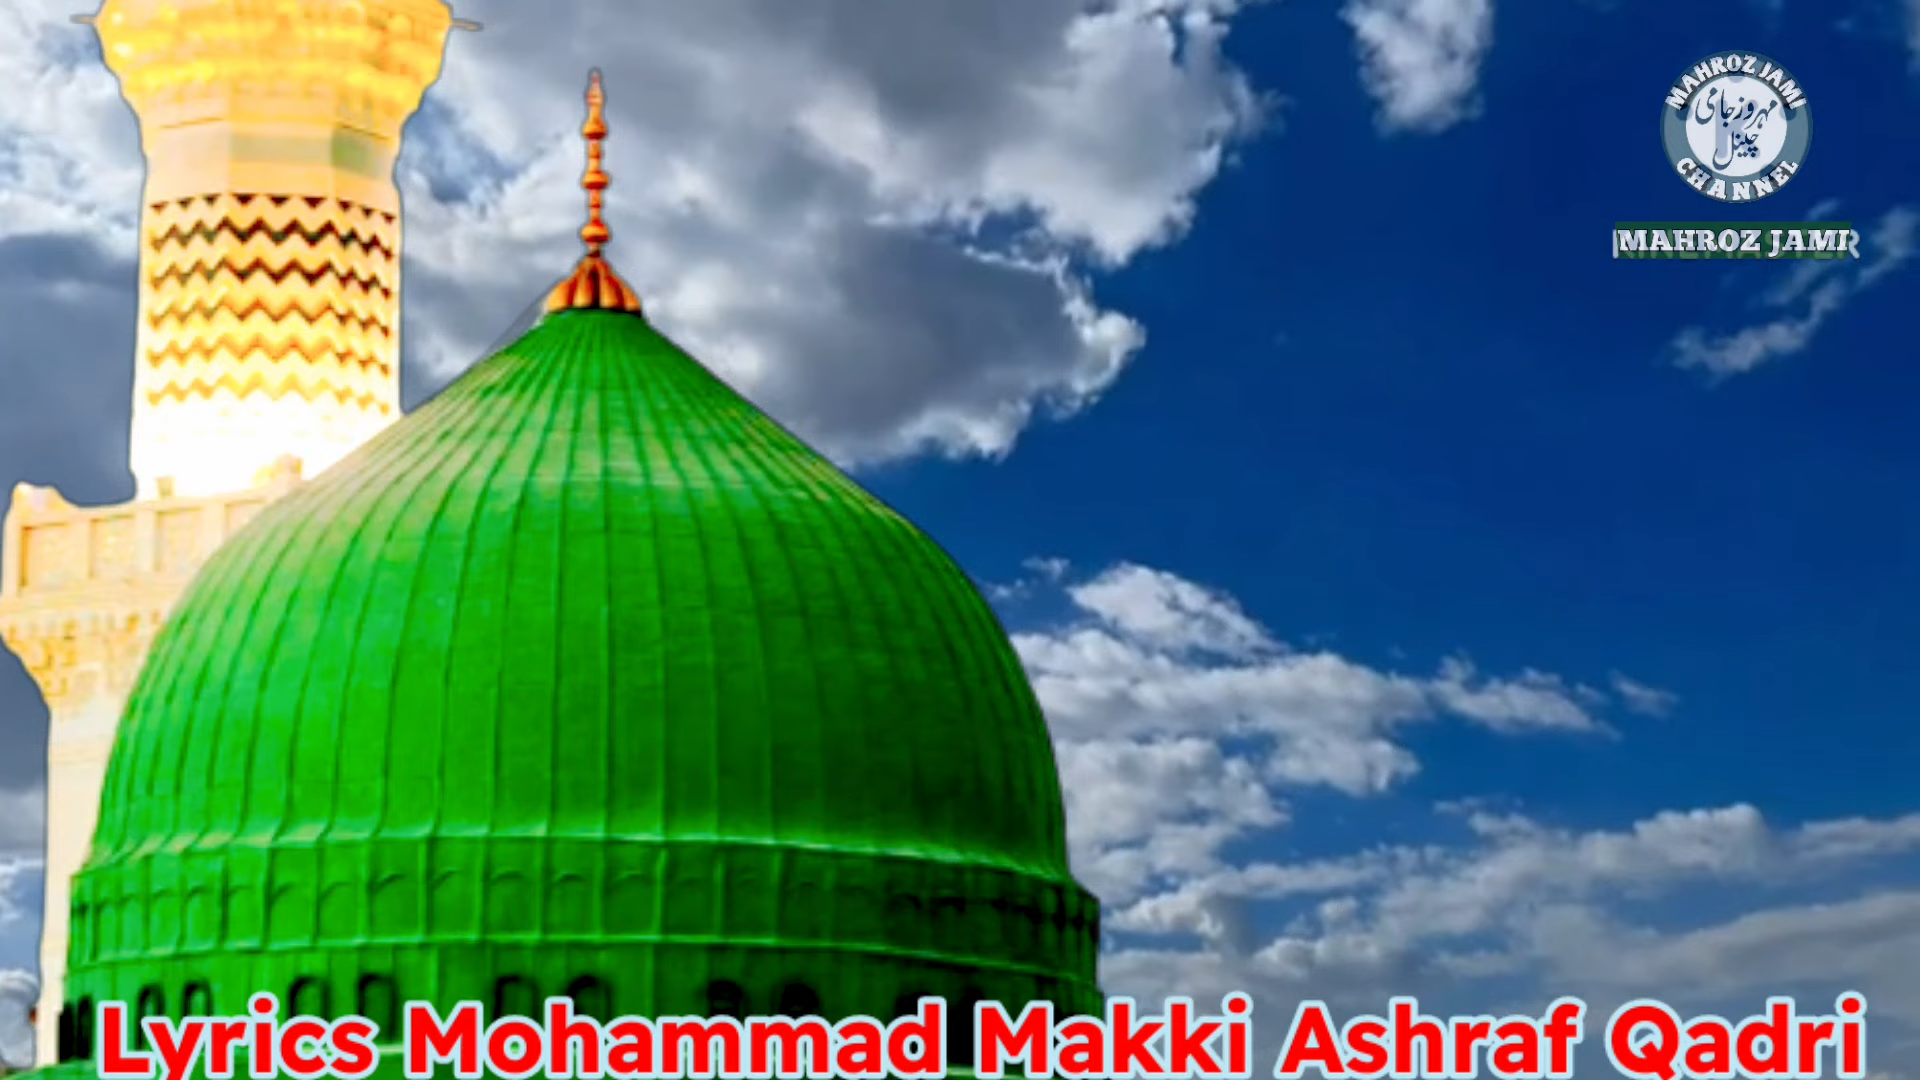 MAHROZ JAMI
مہروز جامی
چینل
CHANNEL
MAHROZ JAMI
Lyrics Mohammad Makki Ashraf Qadri